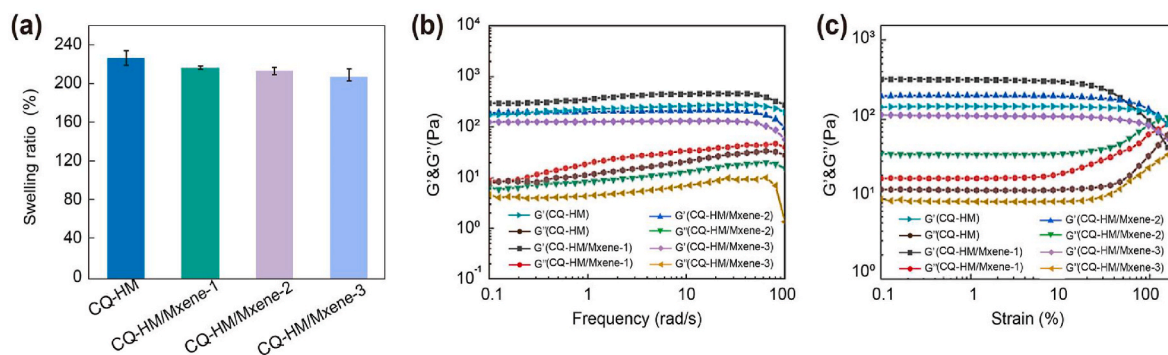 (a)
Swelling ratio (%)
240
200
160
120
240
80
40
0
CQ-HM
CQ-HM/Mxene-1
CQ-HM/Mxene-2
CQ-HM/Mxene-3
(b)
G'&G''(Pa)
10⁴
10³
10²
10¹
10⁰
10⁻¹
G'(CQ-HM)
G''(CQ-HM)
G'(CQ-HM/Mxene-1)
G''(CQ-HM/Mxene-1)
G'(CQ-HM/Mxene-2)
G''(CQ-HM/Mxene-2)
G'(CQ-HM/Mxene-3)
G''(CQ-HM/Mxene-3)
0.1 1 10 100
Frequency (rad/s)
(c)
G'&G''(Pa)
10³
10²
10¹
10⁰
G'(CQ-HM)
G''(CQ-HM)
G'(CQ-HM/Mxene-1)
G''(CQ-HM/Mxene-1)
G'(CQ-HM/Mxene-2)
G''(CQ-HM/Mxene-2)
G'(CQ-HM/Mxene-3)
G''(CQ-HM/Mxene-3)
0.1 1 10 100
Strain (%)